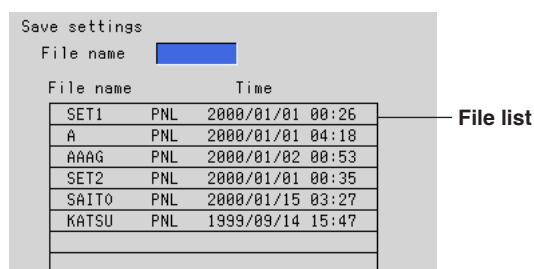 Save settings
File name
File name Time
SET1 PNL 2000/01/01 00:26
File list
A PNL 2000/01/01 04:18
AAAG PNL 2000/01/02 00:53
SET2 PNL 2000/01/01 00:35
SAITO PNL 2000/01/15 03:27
KATSU PNL 1999/09/14 15:47